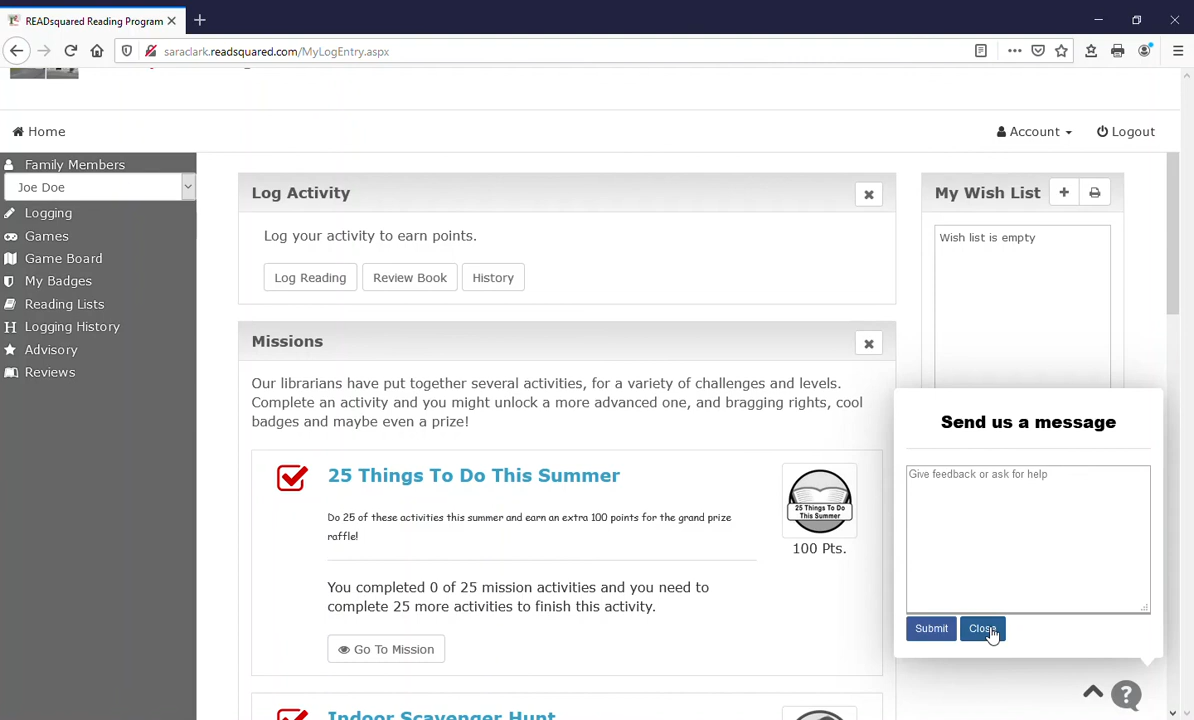 READsquared Reading Program
saraclark.readsquared.com/MyLogEntry.aspx
Home
Account
Logout
Family Members
Joe Doe
Logging
Games
Game Board
My Badges
Reading Lists
Logging History
Advisory
Reviews
Log Activity
Log your activity to earn points.
Log Reading
Review Book
History
Missions
Our librarians have put together several activities, for a variety of challenges and levels.
Complete an activity and you might unlock a more advanced one, and bragging rights, cool
badges and maybe even a prize!
25 Things To Do This Summer
Do 25 of these activities this summer and earn an extra 100 points for the grand prize
raffle!
25 Things To Do
This Summer
100 Pts.
You completed 0 of 25 mission activities and you need to
complete 25 more activities to finish this activity.
Go To Mission
Indoor Scavenger Hunt
My Wish List
Wish list is empty
Send us a message
Give feedback or ask for help
Submit
Close